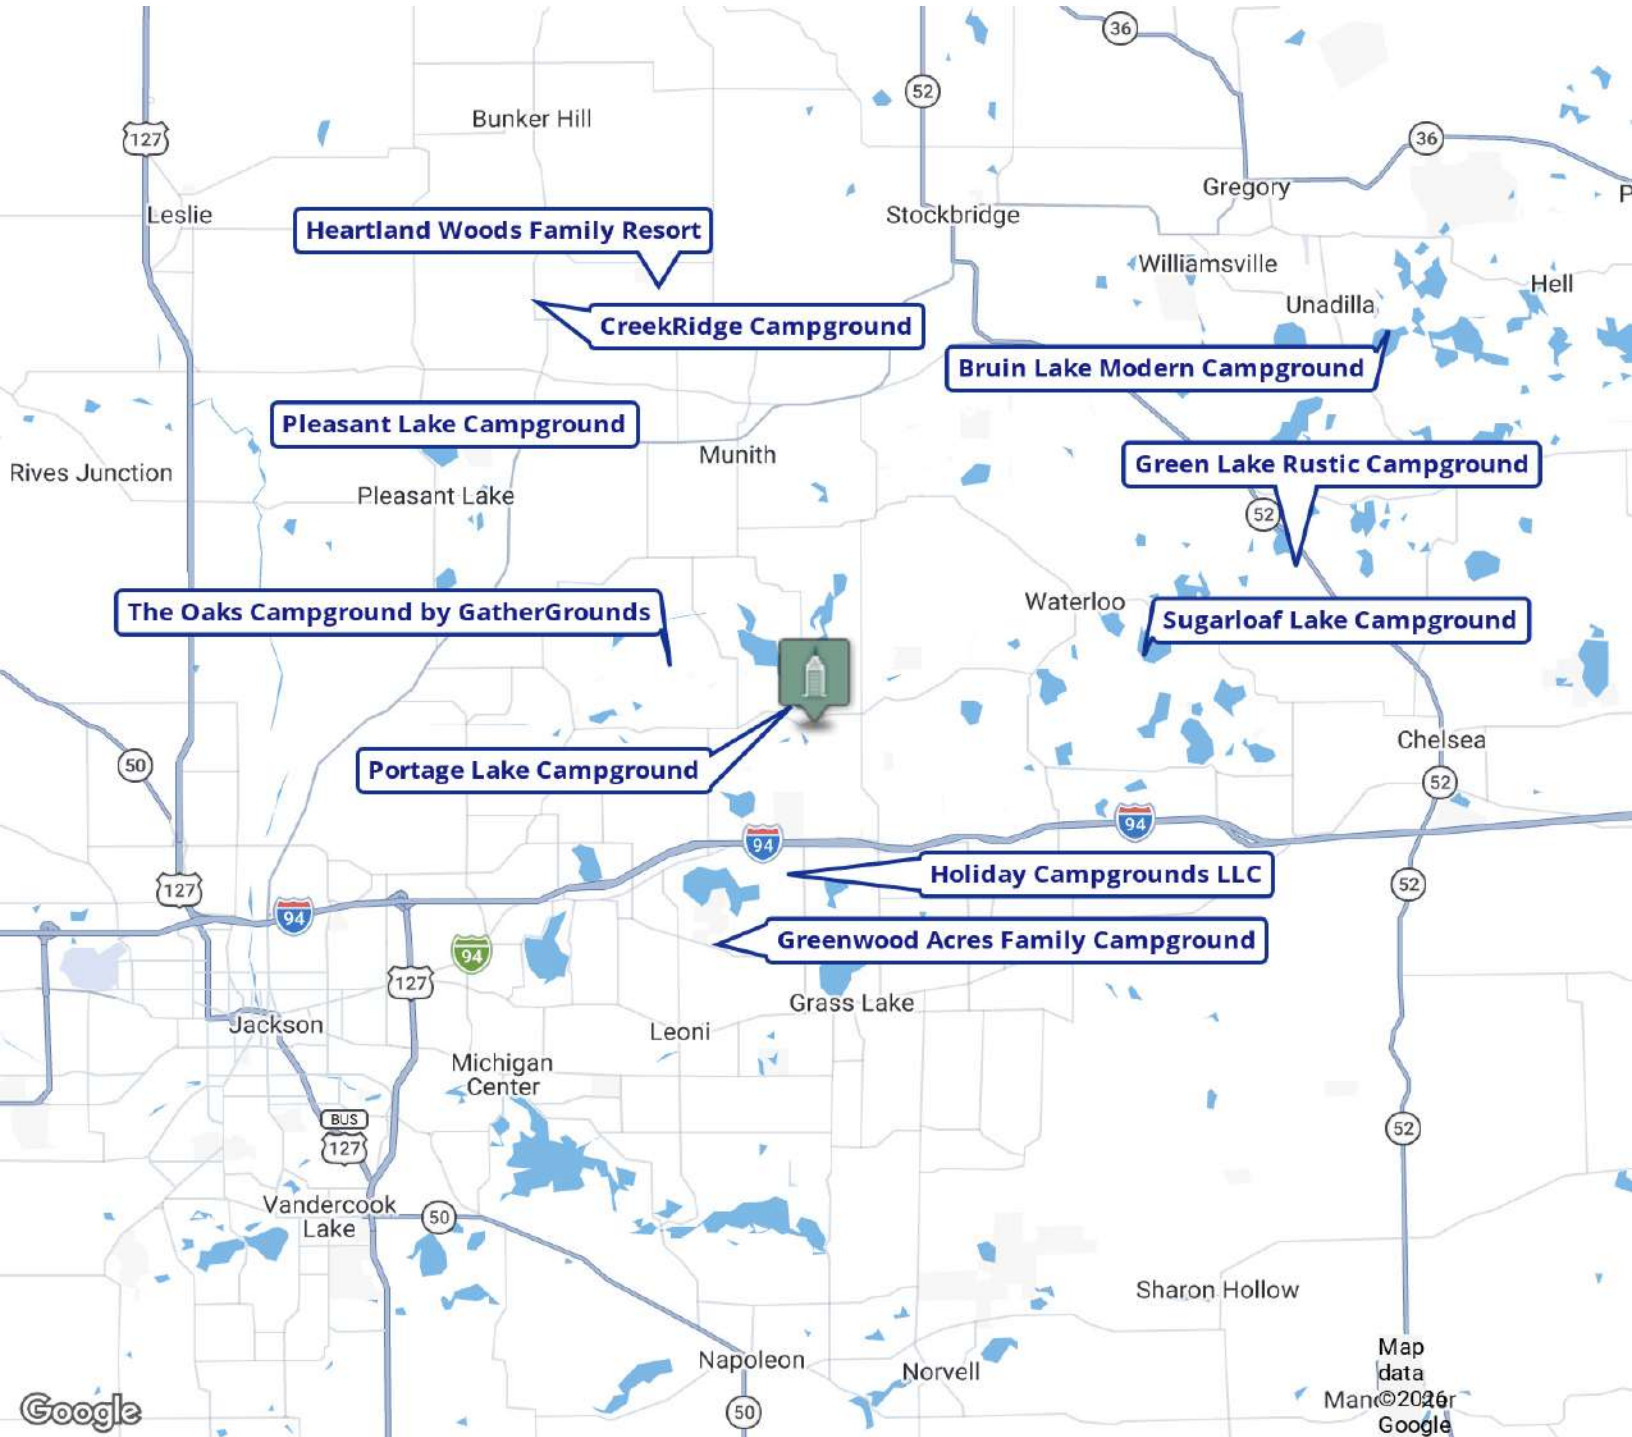 36
52
Bunker Hill
127
36
Gregory
P
Leslie
Stockbridge
Heartland Woods Family Resort
Williamsville
Hell
Unadilla
CreekRidge Campground
Bruin Lake Modern Campground
Pleasant Lake Campground
Munith
Green Lake Rustic Campground
Rives Junction
Pleasant Lake
52
Waterloo
The Oaks Campground by GatherGrounds
Sugarloaf Lake Campground
Chelsea
50
Portage Lake Campground
52
94
94
Holiday Campgrounds LLC
127
52
94
Greenwood Acres Family Campground
94
127
Grass Lake
Jackson
Leoni
Michigan
Center
BUS
127
52
Vandercook
Lake
50
Sharon Hollow
Napoleon
Norvell
Map
data
©2026
Google
50
Google